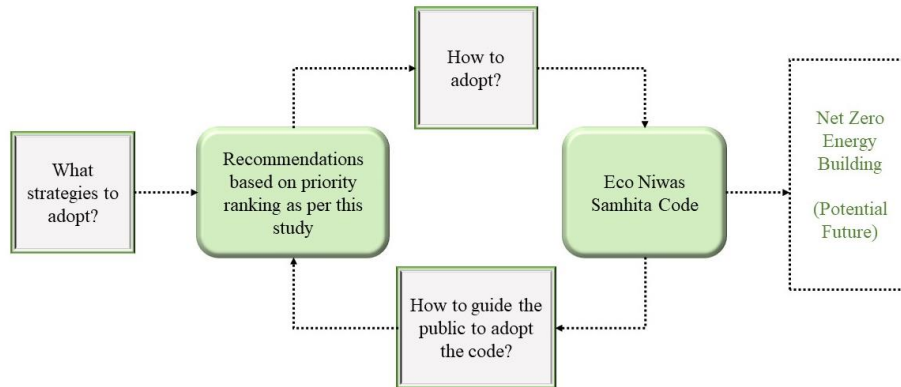 How to
adopt?
What
strategies to
adopt?
Recommendations
based on priority
ranking as per this
study
Eco Niwas
Samhita Code
Net Zero
Energy
Building
(Potential
Future)
How to guide the
public to adopt
the code?